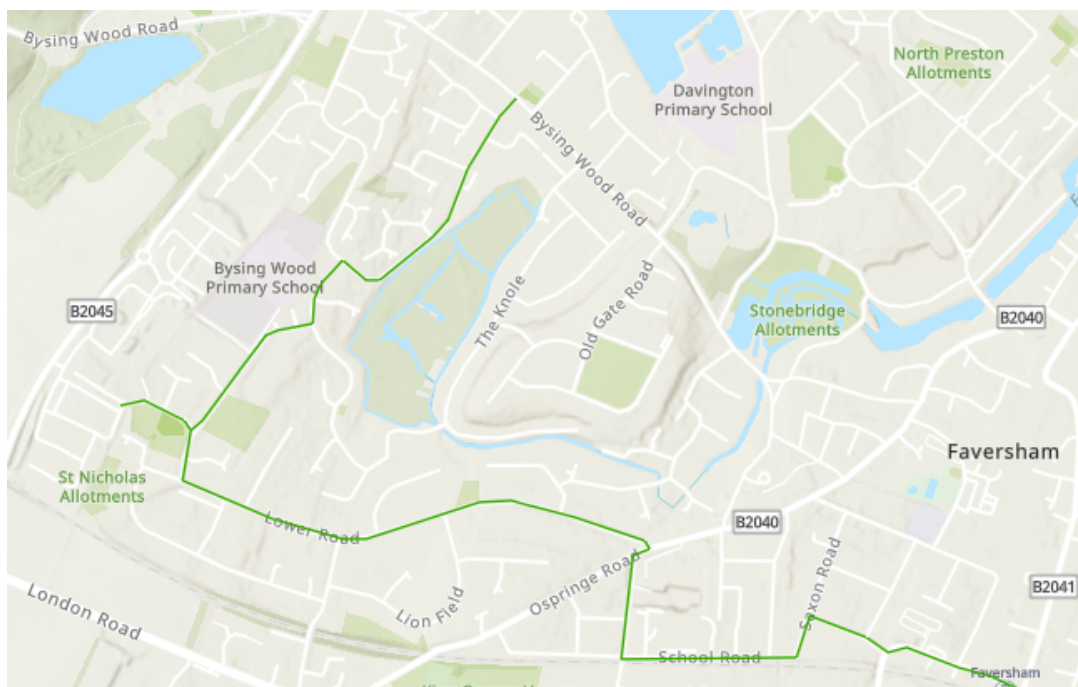 Bysing Wood Road
North Preston
Allotments
Davington
Primary School
Bysing Wood Road
Bysing Wood
Primary School
B2045
The Knole
Old Gate Road
Stonebridge
Allotments
B2040
Faversham
St Nicholas
Allotments
Lower Road
B2040
Saxon Road
Ospringe Road
B2041
London Road
Lion Field
School Road
Faversham